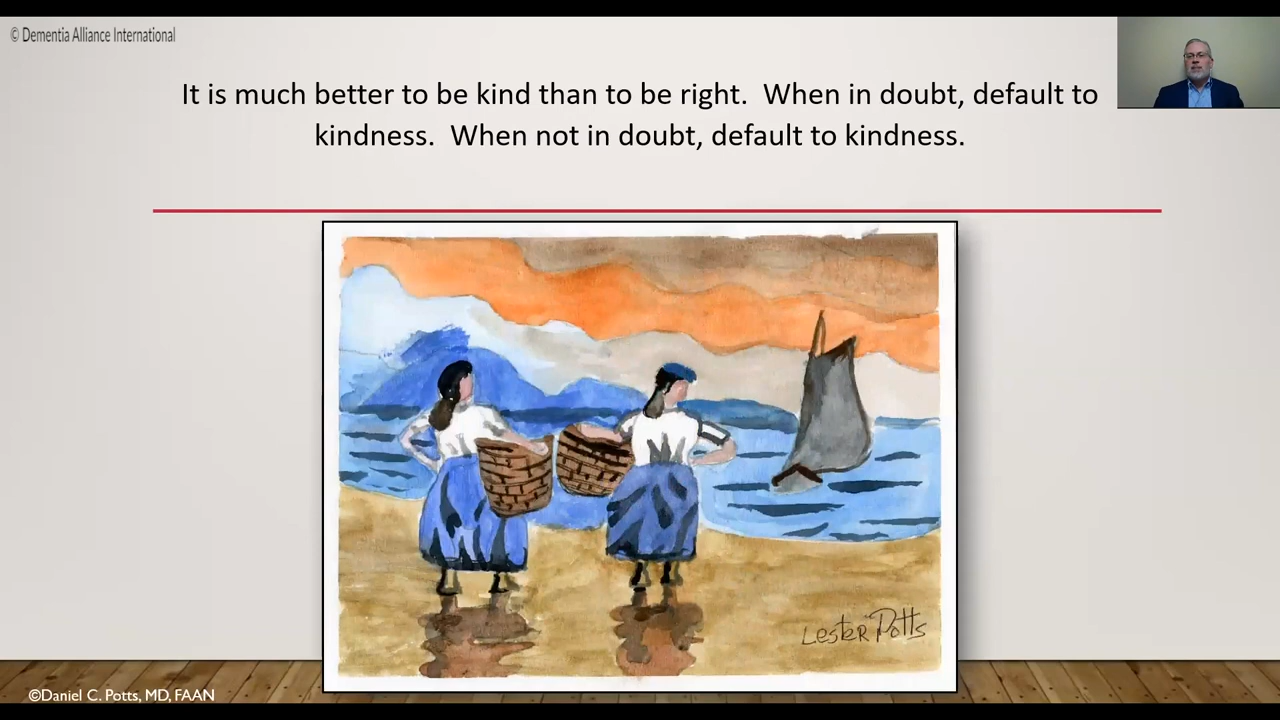 © Dementia Alliance International
It is much better to be kind than to be right.  When in doubt, default to
kindness.  When not in doubt, default to kindness.
Lester Potts
©Daniel C. Potts, MD, FAAN